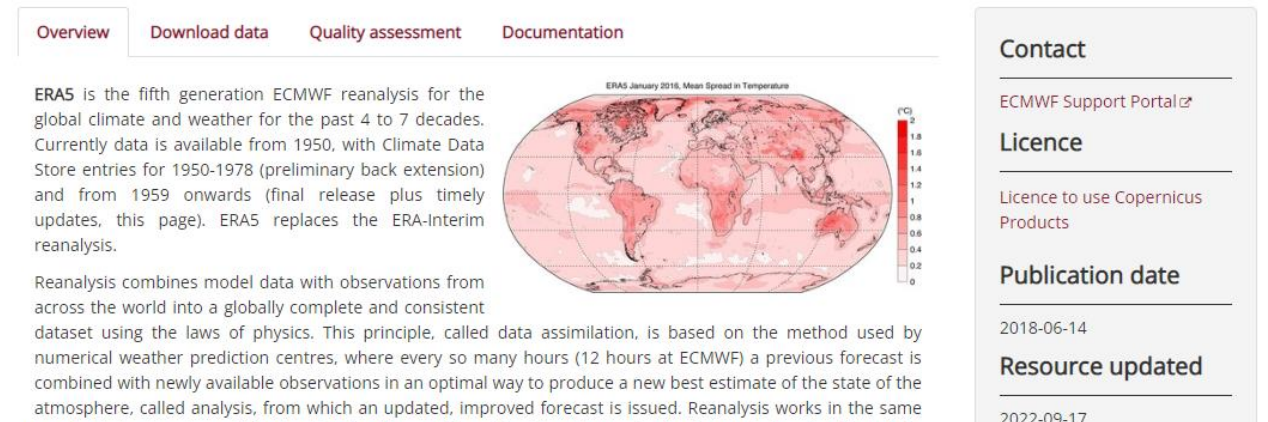 Overview
Download data
Quality assessment
Documentation
ERA5 is the fifth generation ECMWF reanalysis for the
global climate and weather for the past 4 to 7 decades.
Currently data is available from 1950, with Climate Data
Store entries for 1950-1978 (preliminary back extension)
and from 1959 onwards (final release plus timely
updates, this page). ERA5 replaces the ERA-Interim
reanalysis.
ERA5 January 2016, Mean Spread in Temperature
(°C)
2
1.8
1.6
1.4
1.2
1
0.8
0.6
0.4
0.2
0
Reanalysis combines model data with observations from
across the world into a globally complete and consistent
dataset using the laws of physics. This principle, called data assimilation, is based on the method used by
numerical weather prediction centres, where every so many hours (12 hours at ECMWF) a previous forecast is
combined with newly available observations in an optimal way to produce a new best estimate of the state of the
atmosphere, called analysis, from which an updated, improved forecast is issued. Reanalysis works in the same
Contact
ECMWF Support Portal
Licence
Licence to use Copernicus
Products
Publication date
2018-06-14
Resource updated
2022-09-17